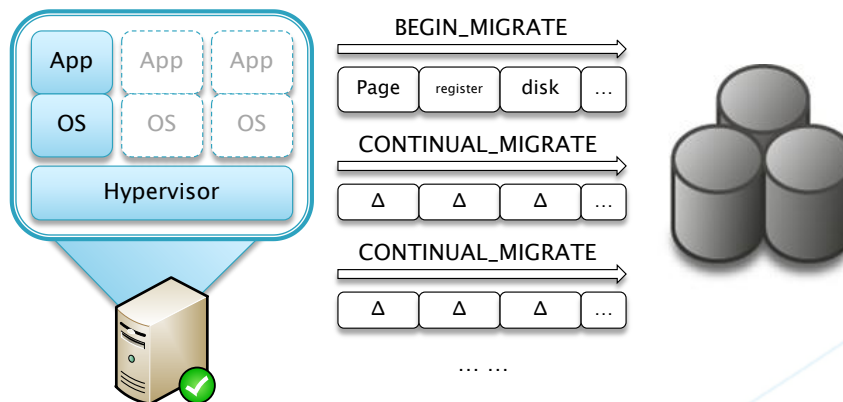 BEGIN_MIGRATE
App App App
Page register disk ...
OS OS OS
CONTINUAL_MIGRATE
Hypervisor
Δ Δ Δ ...
CONTINUAL_MIGRATE
Δ Δ Δ ...
... ...